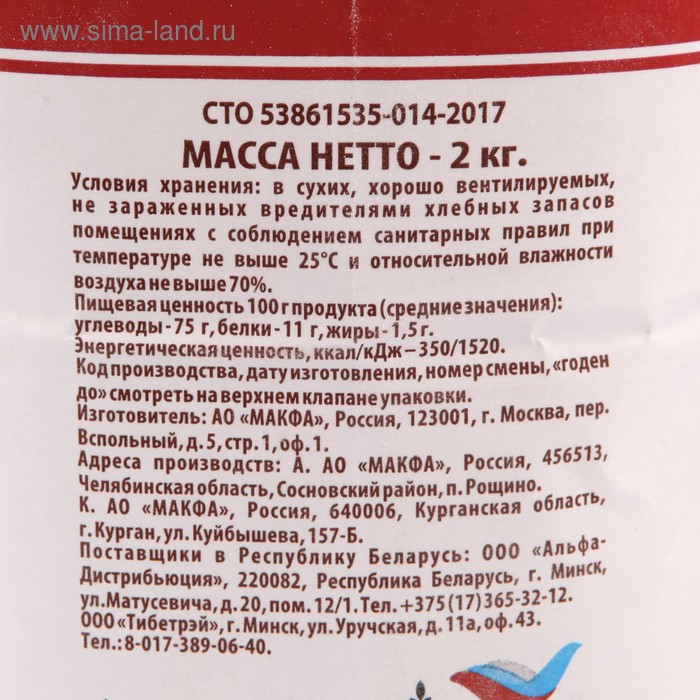 www.sima-land.ru
СТО 53861535-014-2017
МАССА НЕТТО - 2 кг.
Условия хранения: в сухих, хорошо вентилируемых,
не зараженных вредителями хлебных запасов
помещениях с соблюдением санитарных правил при
температуре не выше 25°С и относительной влажности
воздуха не выше 70%.
Пищевая ценность 100 г продукта (средние значения):
углеводы - 75 г, белки - 11 г, жиры - 1,5 г.
Энергетическая ценность, ккал/кДж – 350/1520.
Код производства, дата изготовления, номер смены, «годен
до» смотреть на верхнем клапане упаковки.
Изготовитель: АО «МАКФА», Россия, 123001, г. Москва, пер.
Вспольный, д.5, стр.1, оф.1.
Адреса производств: А. АО «МАКФА», Россия, 456513,
Челябинская область, Сосновский район, п. Рощино.
К. АО «МАКФА», Россия, 640006, Курганская область,
г. Курган, ул. Куйбышева, 157-Б.
Поставщики в Республику Беларусь: ООО «Альфа-
Дистрибьюция», 220082, Республика Беларусь, г. Минск,
ул.Матусевича, д.20, пом. 12/1. Тел. +375 (17) 365-32-12.
ООО «Тибетрэй», г. Минск, ул. Уручская, д. 11а, оф. 43.
Тел.: 8-017-389-06-40.